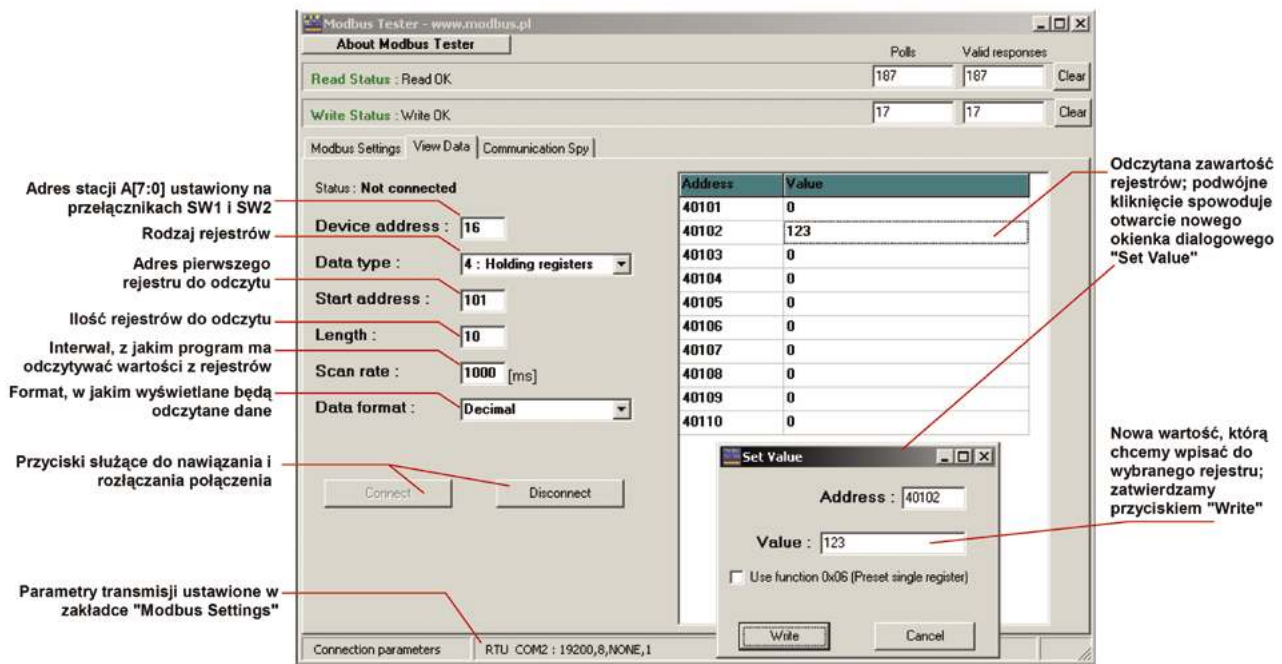 Modbus Tester - www.modbus.pl
About Modbus Tester
Polls
Valid responses
Read Status : Read OK
187
187
Clear
Write Status : Write OK
17
17
Clear
Modbus Settings
View Data
Communication Spy
Adres stacji A[7:0] ustawiony na
przełącznikach SW1 i SW2
Rodzaj rejestrów
Adres pierwszego
rejestru do odczytu
Ilość rejestrów do odczytu
Interwał, z jakim program ma
odczytywać wartości z rejestrów
Format, w jakim wyświetlane będą
odczytane dane
Przyciski służące do nawiązania i
rozłączania połączenia
Parametry transmisji ustawione w
zakładce "Modbus Settings"
Status : Not connected
Device address : 16
Data type : 4 : Holding registers
Start address : 101
Length : 10
Scan rate : 1000 [ms]
Data format : Decimal
Connect
Disconnect
Address Value
40101 0
40102 123
40103 0
40104 0
40105 0
40106 0
40107 0
40108 0
40109 0
40110 0
Odczytana zawartość
rejestrów; podwójne
kliknięcie spowoduje
otwarcie nowego
okienka dialogowego
"Set Value"
Set Value
Address : 40102
Value : 123
Use function 0x06 (Preset single register)
Write
Cancel
Nowa wartość, którą
chcemy wpisać do
wybranego rejestru;
zatwierdzamy
przyciskiem "Write"
Connection parameters
RTU COM2 : 19200,8,NONE,1